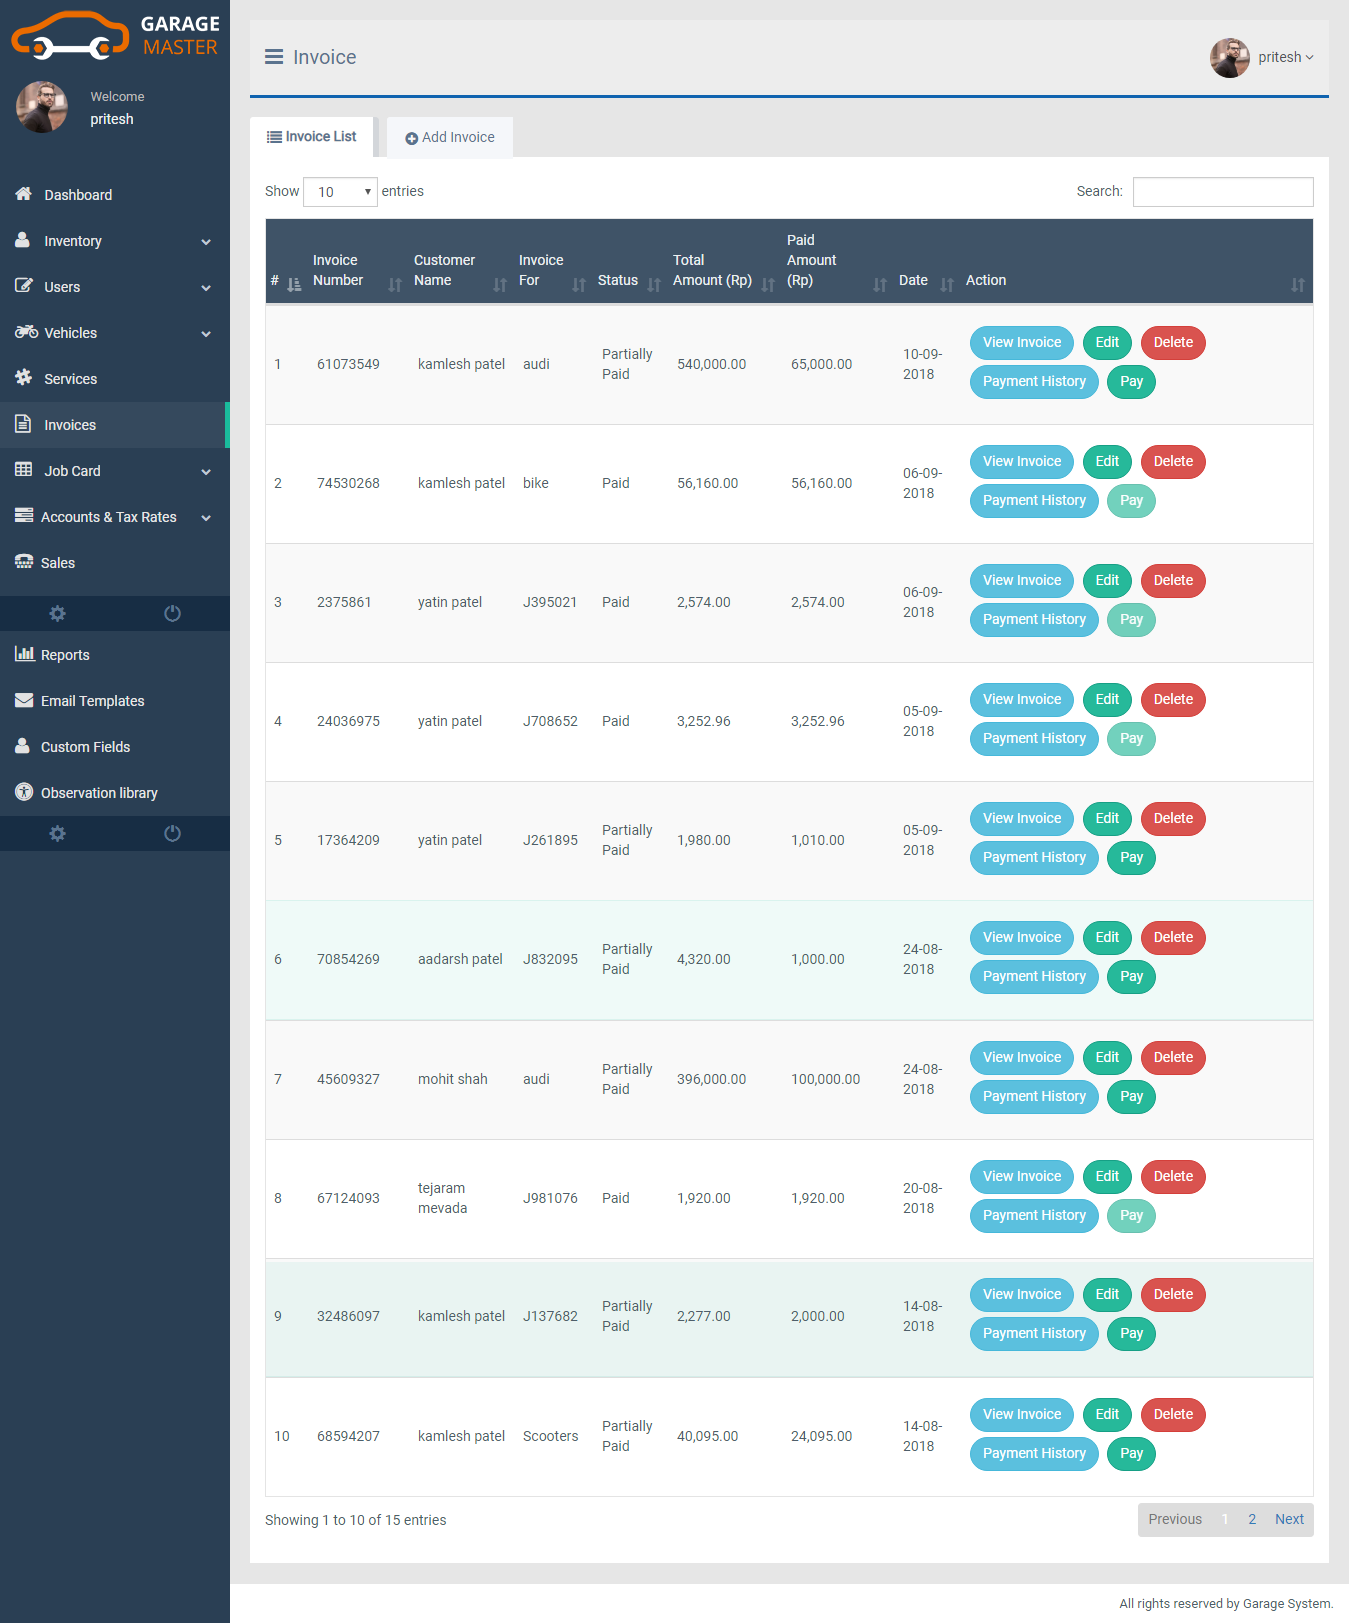 GARAGE
MASTER
Welcome
pritesh
Dashboard
Inventory
Users
Vehicles
Services
Invoices
Job Card
Accounts & Tax Rates
Sales
Reports
Email Templates
Custom Fields
Observation library
Invoice
pritesh
Invoice List
Add Invoice
Show 10 entries
Search:
# Invoice Number Customer Name Invoice For Status Total Amount (Rp) Paid Amount (Rp) Date Action
1 61073549 kamlesh patel audi Partially Paid 540,000.00 65,000.00 10-09-2018 View Invoice Edit Delete
Payment History Pay
2 74530268 kamlesh patel bike Paid 56,160.00 56,160.00 06-09-2018 View Invoice Edit Delete
Payment History Pay
3 2375861 yatin patel J395021 Paid 2,574.00 2,574.00 06-09-2018 View Invoice Edit Delete
Payment History Pay
4 24036975 yatin patel J708652 Paid 3,252.96 3,252.96 05-09-2018 View Invoice Edit Delete
Payment History Pay
5 17364209 yatin patel J261895 Partially Paid 1,980.00 1,010.00 05-09-2018 View Invoice Edit Delete
Payment History Pay
6 70854269 aadarsh patel J832095 Partially Paid 4,320.00 1,000.00 24-08-2018 View Invoice Edit Delete
Payment History Pay
7 45609327 mohit shah audi Partially Paid 396,000.00 100,000.00 24-08-2018 View Invoice Edit Delete
Payment History Pay
8 67124093 tejaram mevada J981076 Paid 1,920.00 1,920.00 20-08-2018 View Invoice Edit Delete
Payment History Pay
9 32486097 kamlesh patel J137682 Partially Paid 2,277.00 2,000.00 14-08-2018 View Invoice Edit Delete
Payment History Pay
10 68594207 kamlesh patel Scooters Partially Paid 40,095.00 24,095.00 14-08-2018 View Invoice Edit Delete
Payment History Pay
Showing 1 to 10 of 15 entries
Previous 1 2 Next
All rights reserved by Garage System.